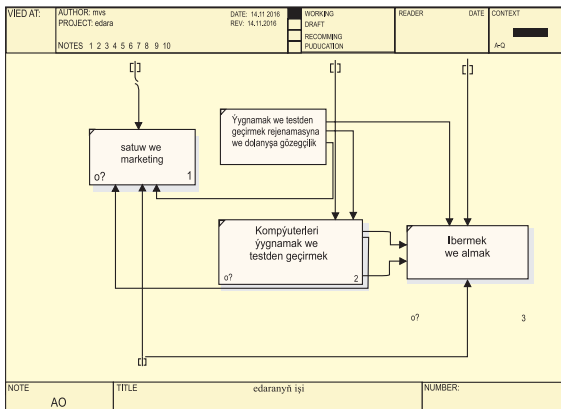 VIED AT:
AUTHOR: mvs
DATE: 14.11 2016
WORKING
READER
DATE
CONTEXT
PROJECT: edara
REV: 14.11.2016
DRAFT
RECOMMING
NOTES 1 2 3 4 5 6 7 8 9 10
PUDUCATION
A-Q
Ýygnamak we testden
geçirmek rejenamasyna
we dolanyşa gözegçilik
satuw we
marketing
o?
1
Kompýuterleri
ýygnamak we
testden geçirmek
o?
2
Ibermek
we almak
o?
3
NOTE
AO
TITLE
edaranyň işi
NUMBER: